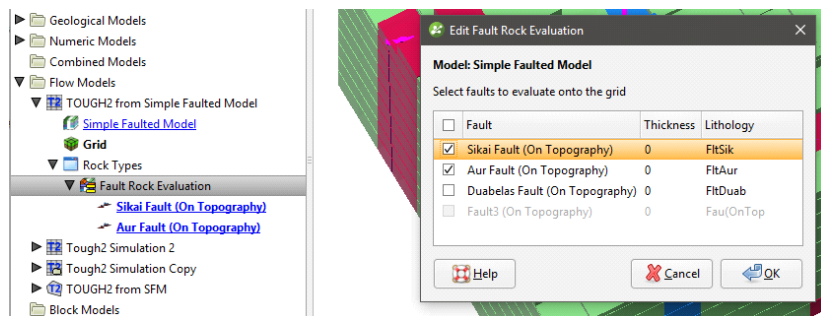 Geological Models
Numeric Models
Combined Models
Flow Models
TOUGH2 from Simple Faulted Model
Simple Faulted Model
Grid
Rock Types
Fault Rock Evaluation
Sikai Fault (On Topography)
Aur Fault (On Topography)
Tough2 Simulation 2
Tough2 Simulation Copy
TOUGH2 from SFM
Block Models
Edit Fault Rock Evaluation
Model: Simple Faulted Model
Select faults to evaluate onto the grid
Fault Thickness Lithology
Sikai Fault (On Topography) 0 FltSik
Aur Fault (On Topography) 0 FltAur
Duabelas Fault (On Topography) 0 FltDuab
Fault3 (On Topography) 0 Fau(OnTop
Help Cancel OK